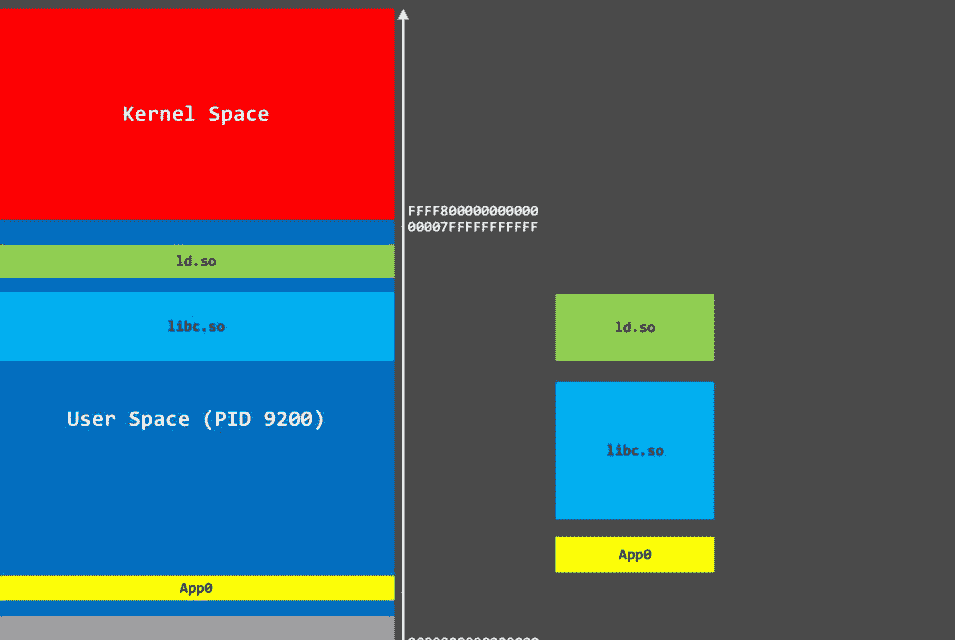 Kernel Space
FFFF800000000000
00007FFFFFFFFFFF
ld.so
libc.so
User Space (PID 9200)
App0
ld.so
libc.so
App0